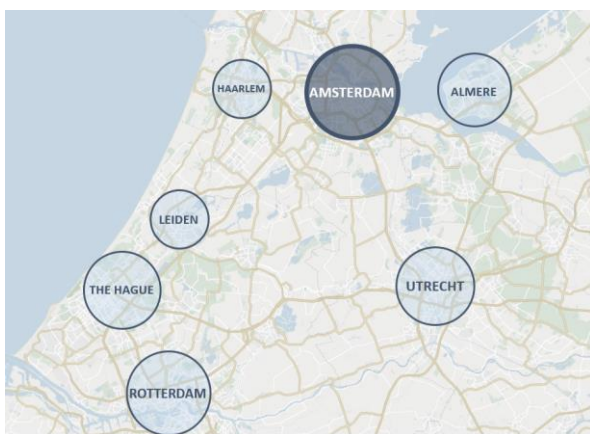 HAARLEM
AMSTERDAM
ALMERE
LEIDEN
THE HAGUE
UTRECHT
ROTTERDAM